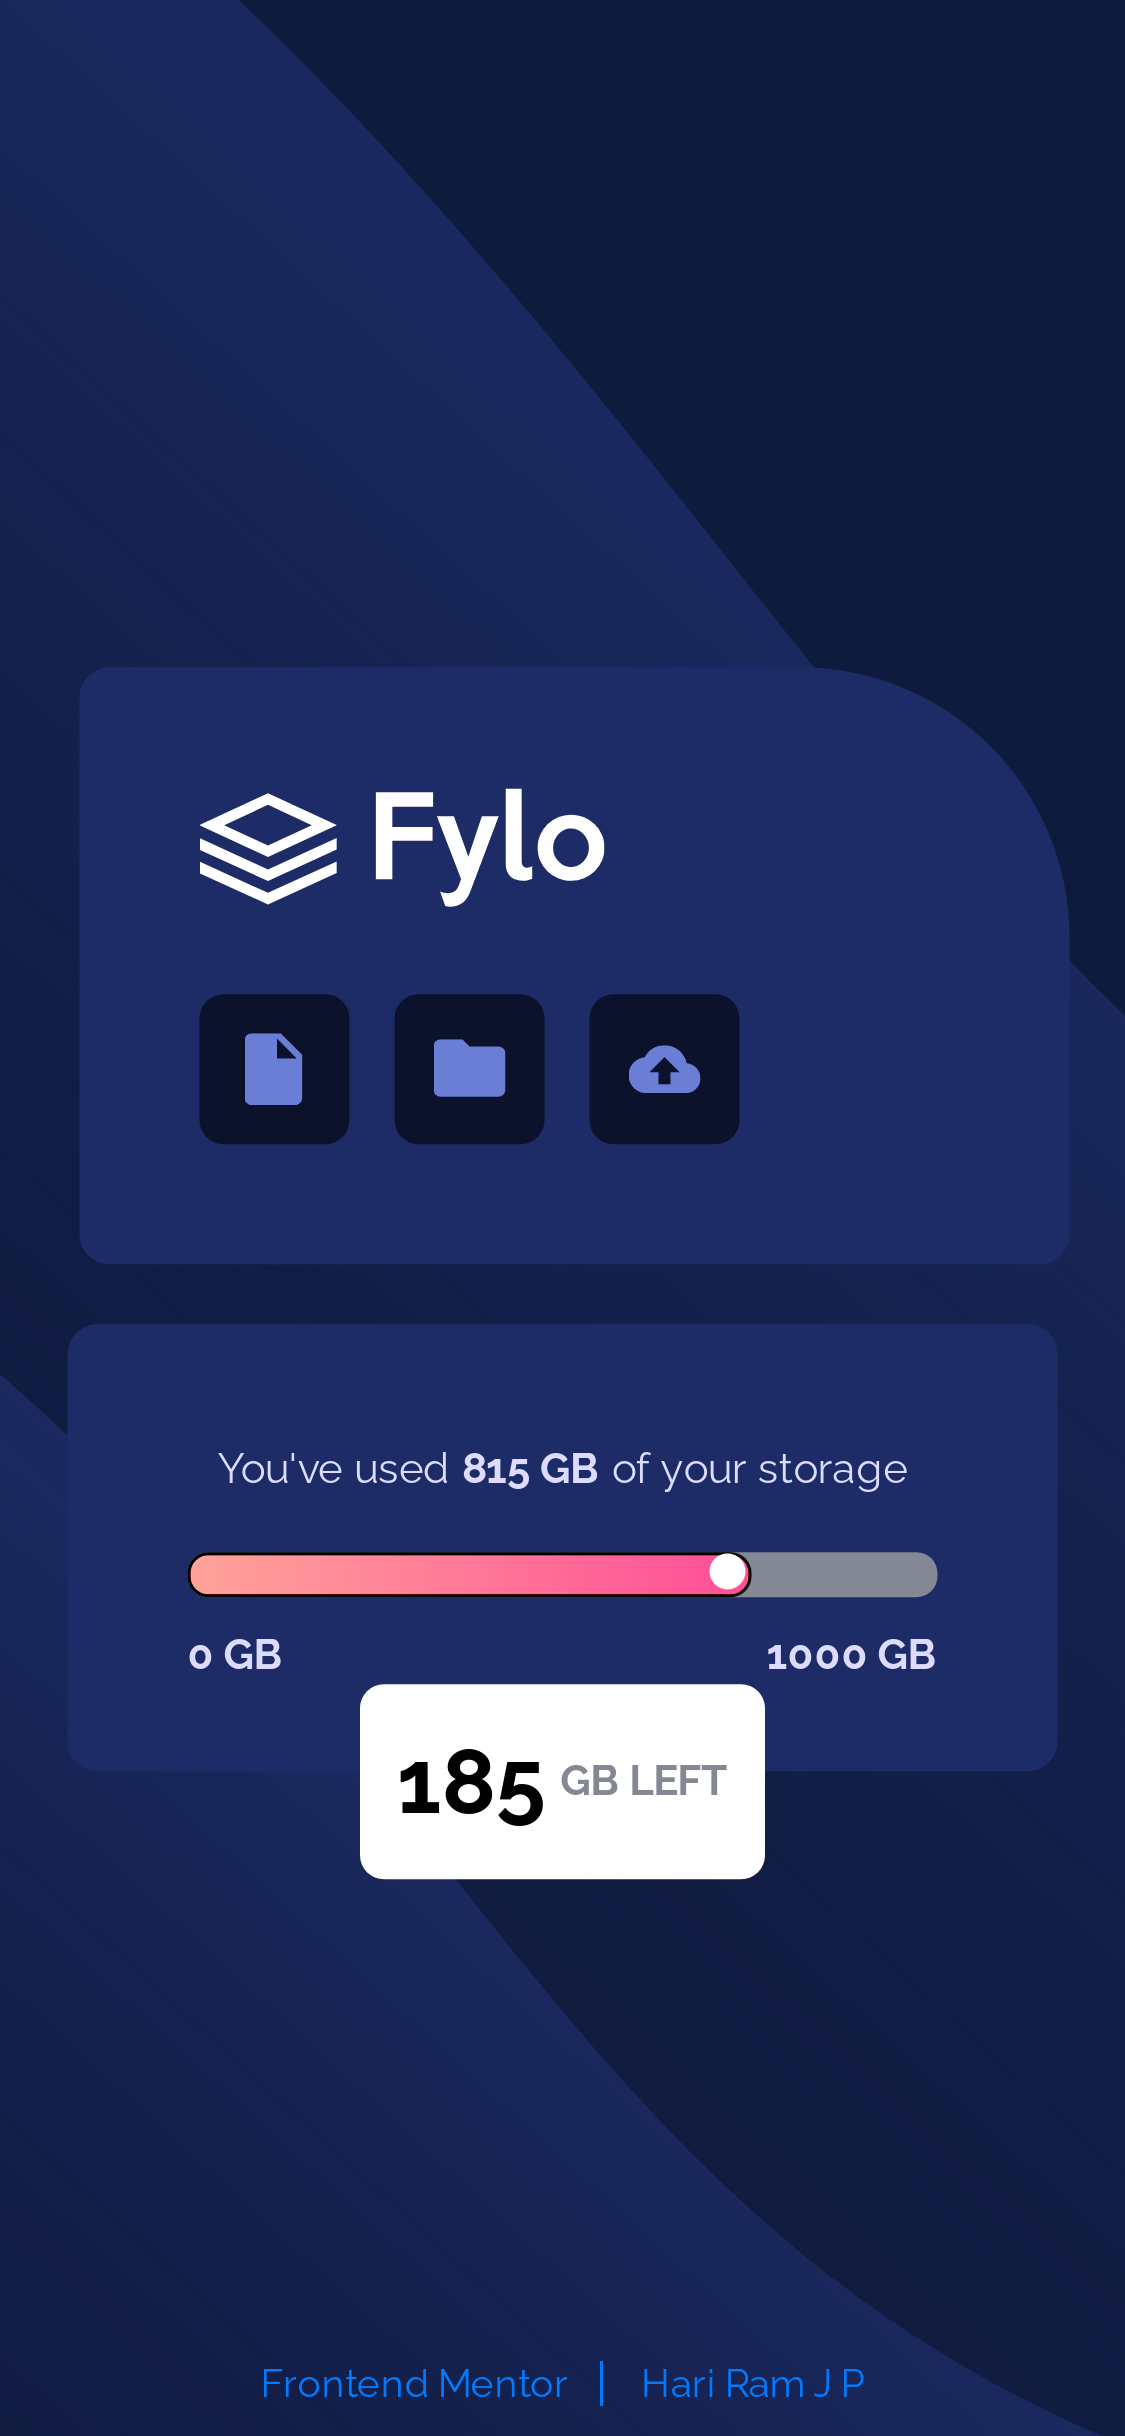 Fylo
You've used 815 GB of your storage
0 GB 1000 GB
185 GB LEFT
Frontend Mentor | Hari Ram J P